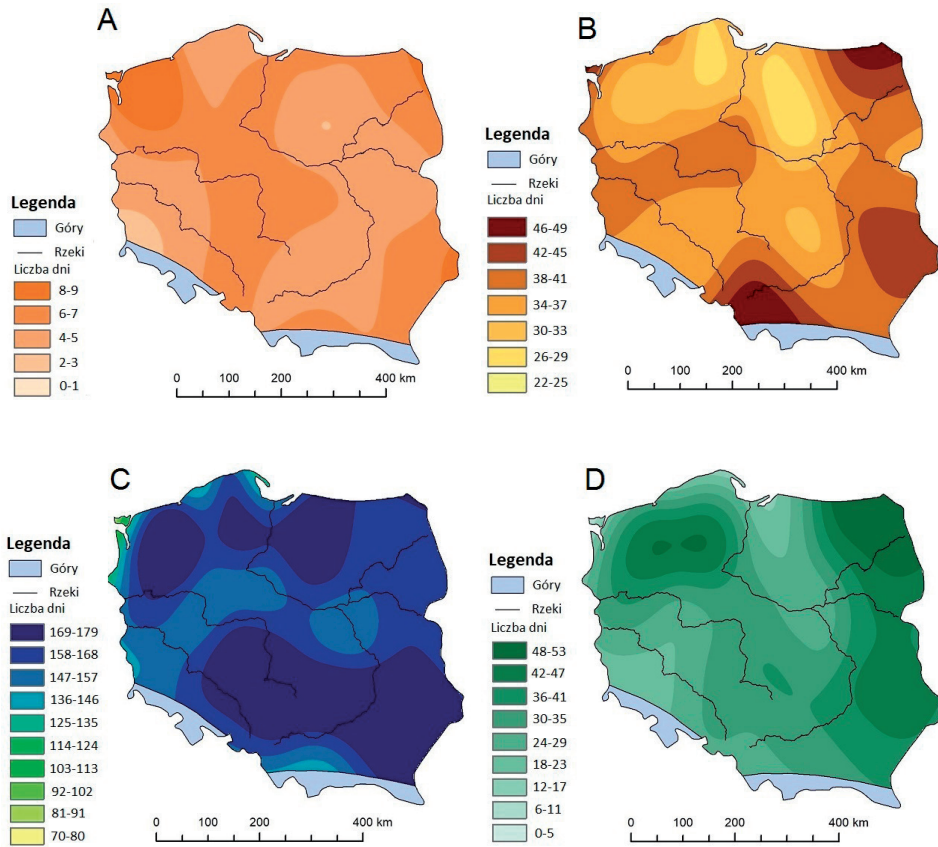 A
Legenda
Góry
Rzeki
Liczba dni
8-9
6-7
4-5
2-3
0-1
0 100 200 400 km
B
Legenda
Góry
Rzeki
Liczba dni
46-49
42-45
38-41
34-37
30-33
26-29
22-25
0 100 200 400 km
C
Legenda
Góry
Rzeki
Liczba dni
169-179
158-168
147-157
136-146
125-135
114-124
103-113
92-102
81-91
70-80
0 100 200 400 km
D
Legenda
Góry
Rzeki
Liczba dni
48-53
42-47
36-41
30-35
24-29
18-23
12-17
6-11
0-5
0 100 200 400 km